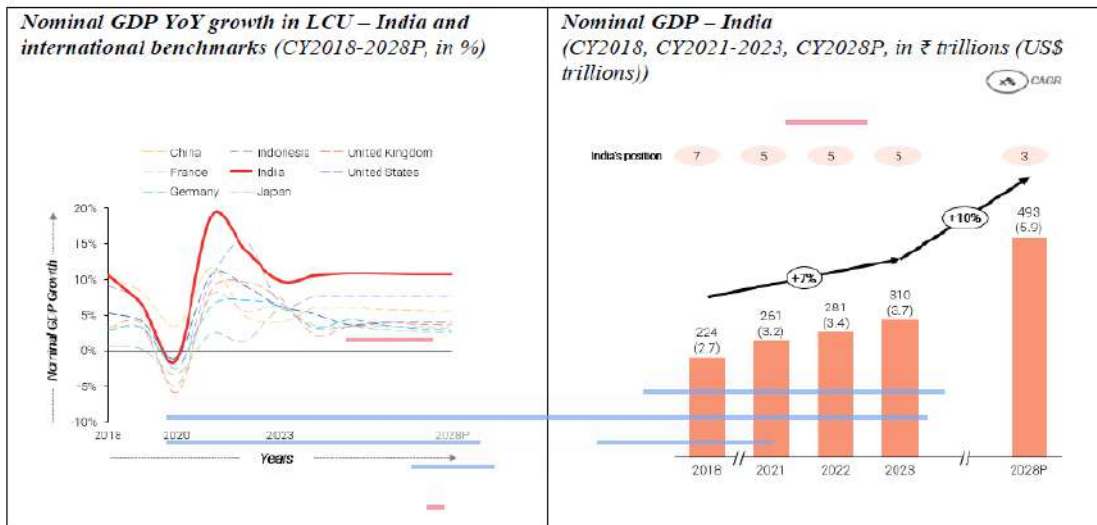 Nominal GDP YoY growth in LCU – India and
international benchmarks (CY2018-2028P, in %)
China
Indonesia
United Kingdom
France
India
United States
Germany
Japan
20%
15%
10%
5%
0%
-5%
-10%
Nominal GDP Growth
2018
2020
2023
2028P
Years
Nominal GDP – India
(CY2018, CY2021-2023, CY2028P, in ₹ trillions (US$
trillions))
x% CAGR
India's position
7
5
5
5
3
+7%
+10%
224
(2.7)
261
(3.2)
281
(3.4)
310
(3.7)
493
(5.9)
2018
2021
2022
2023
2028P